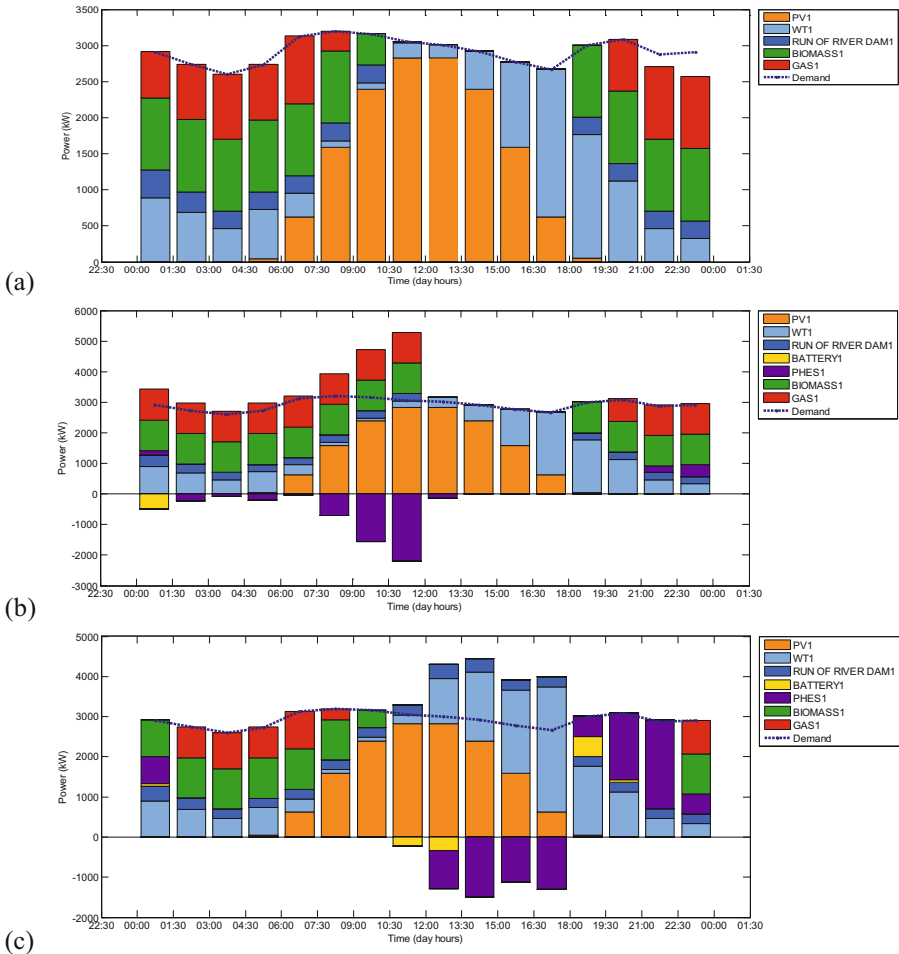 3500
3000
2500
2000
1500
1000
500
0
Power (kW)
22:30 00:00 01:30 03:00 04:30 06:00 07:30 09:00 10:30 12:00 13:30 15:00 16:30 18:00 19:30 21:00 22:30 00:00 01:30
Time (day hours)
PV1
WT1
RUN OF RIVER DAM1
BIOMASS1
GAS1
Demand
(a)
6000
5000
4000
3000
2000
1000
0
-1000
-2000
-3000
Power (kW)
22:30 00:00 01:30 03:00 04:30 06:00 07:30 09:00 10:30 12:00 13:30 15:00 16:30 18:00 19:30 21:00 22:30 00:00 01:30
Time (day hours)
PV1
WT1
RUN OF RIVER DAM1
BATTERY1
PHES1
BIOMASS1
GAS1
Demand
(b)
5000
4000
3000
2000
1000
0
-1000
-2000
Power (kW)
22:30 00:00 01:30 03:00 04:30 06:00 07:30 09:00 10:30 12:00 13:30 15:00 16:30 18:00 19:30 21:00 22:30 00:00 01:30
Time (day hours)
PV1
WT1
RUN OF RIVER DAM1
BATTERY1
PHES1
BIOMASS1
GAS1
Demand
(c)